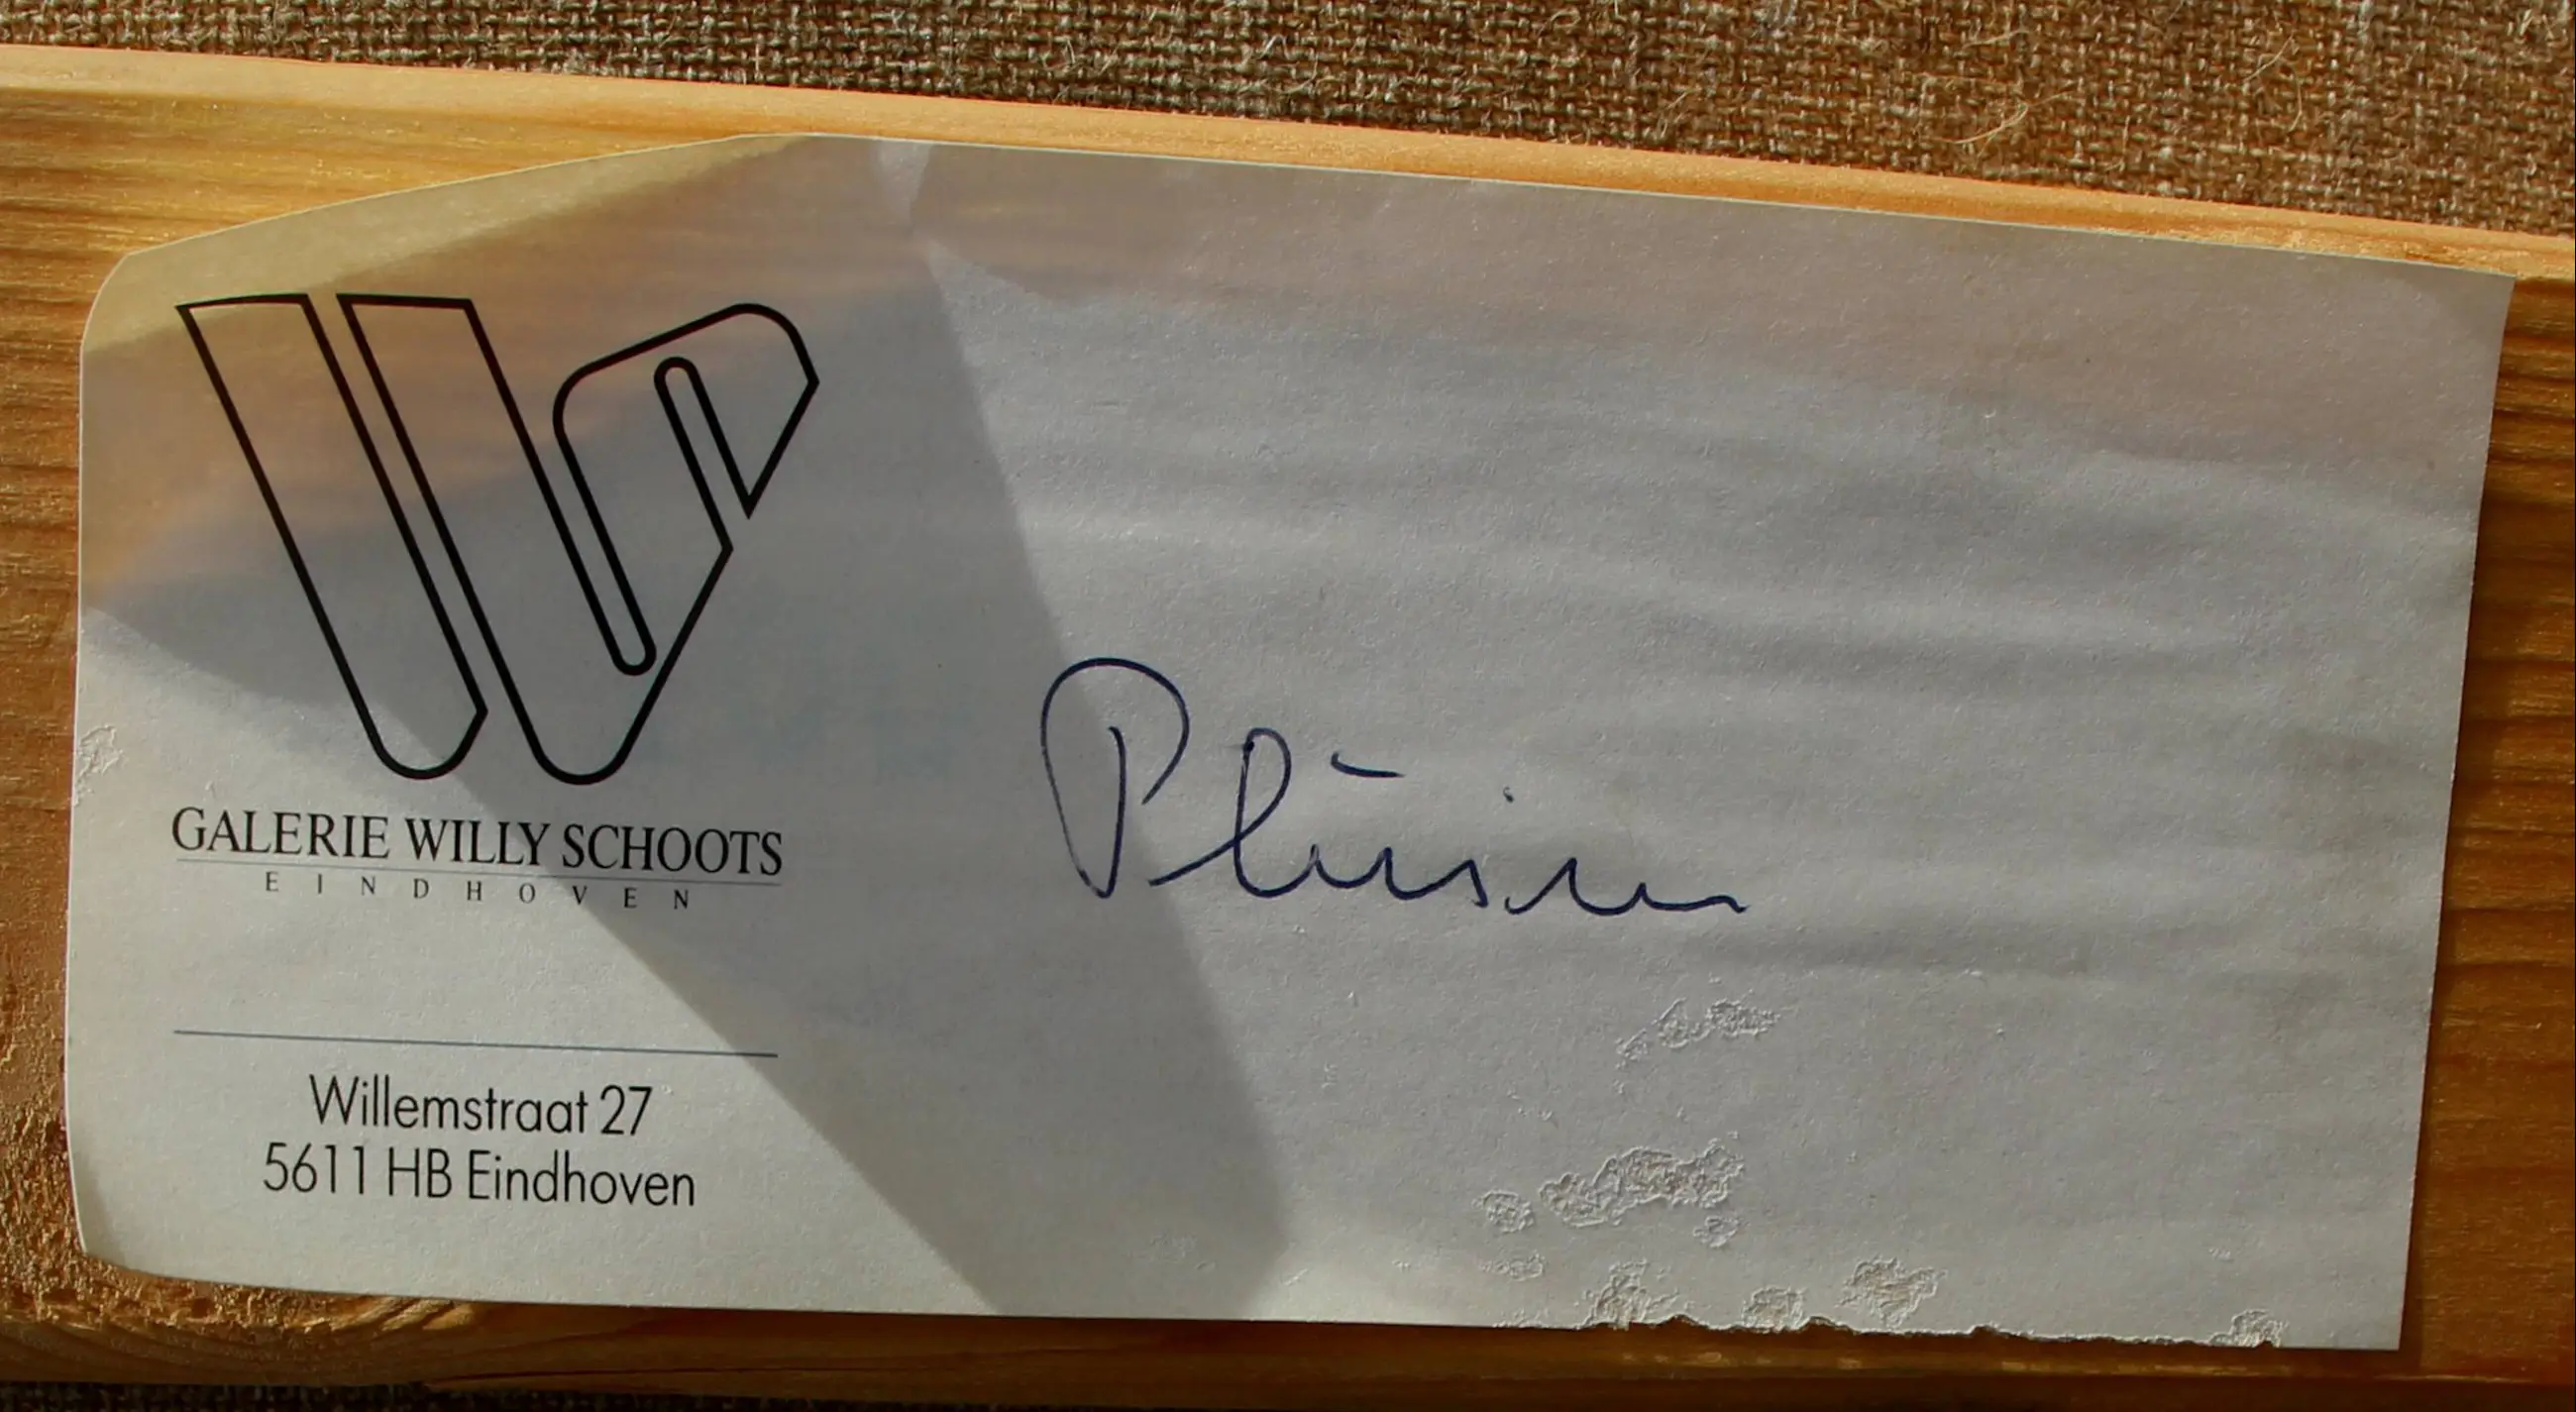 GALERIE WILLY SCHOOTS
EINDHOVEN
Willemstraat 27
5611 HB Eindhoven